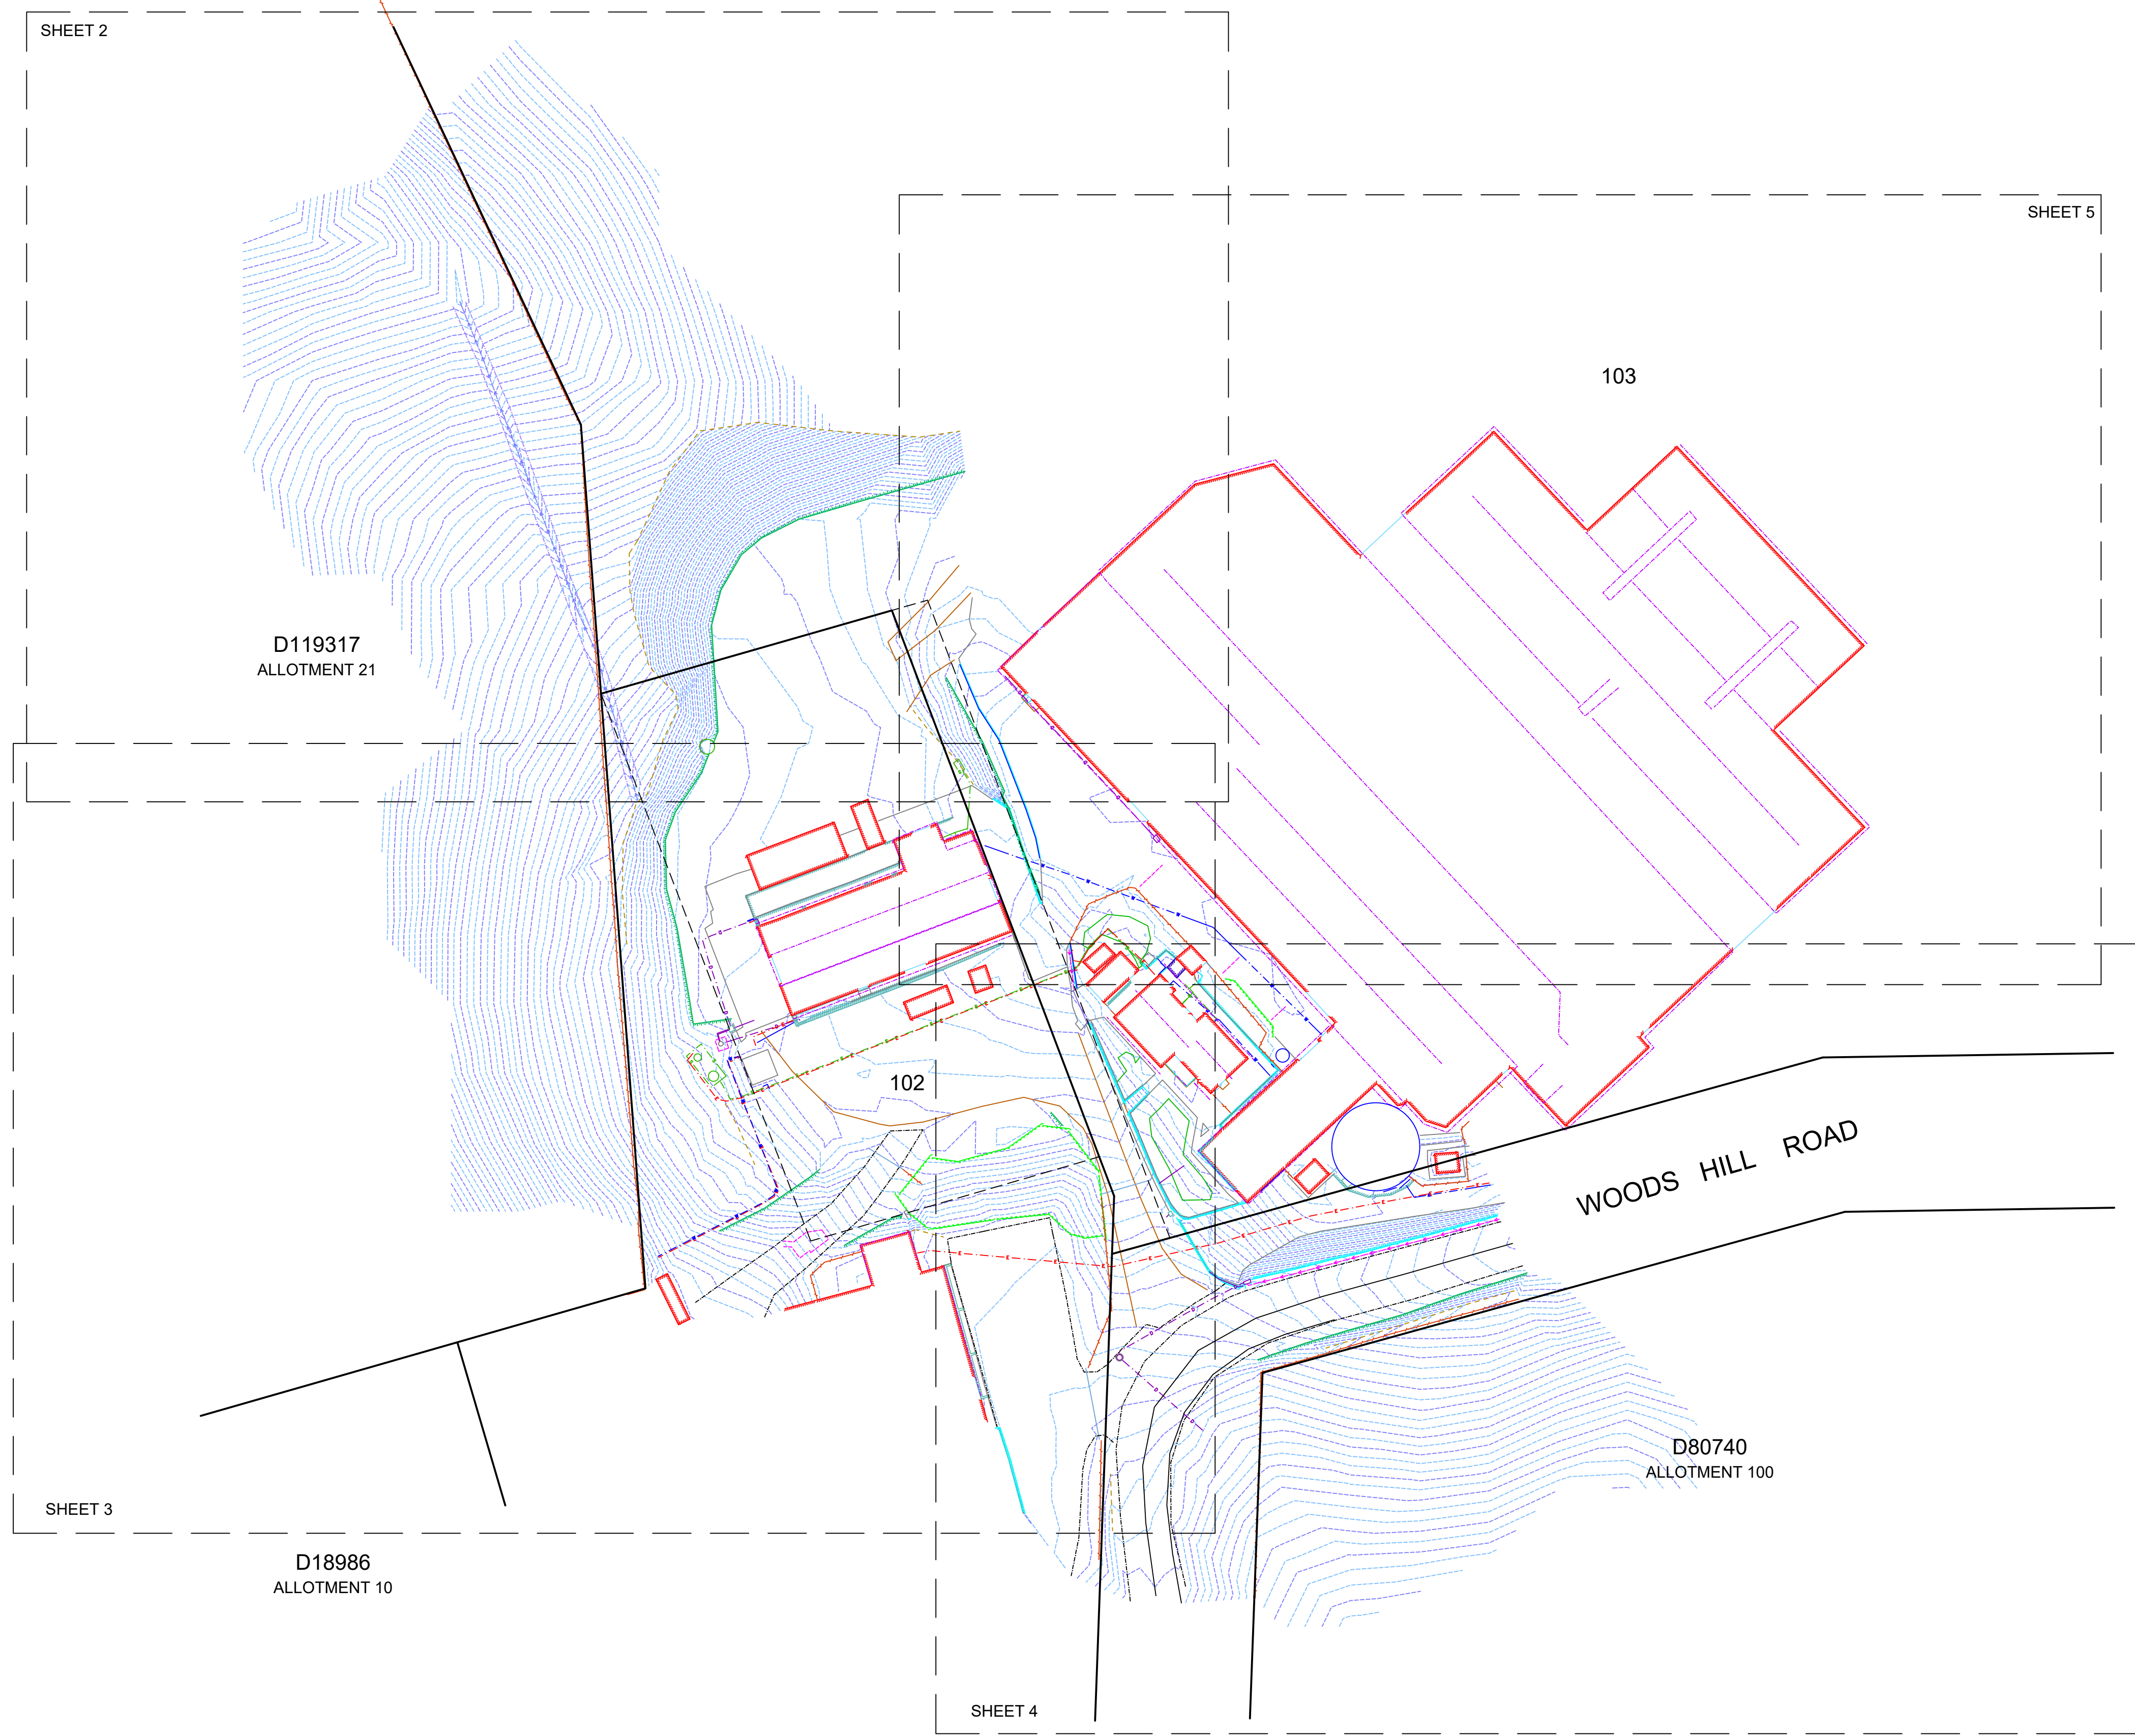 SHEET 2
SHEET 5
103
D119317
ALLOTMENT 21
102
WOODS HILL ROAD
D80740
ALLOTMENT 100
SHEET 3
D18986
ALLOTMENT 10
SHEET 4